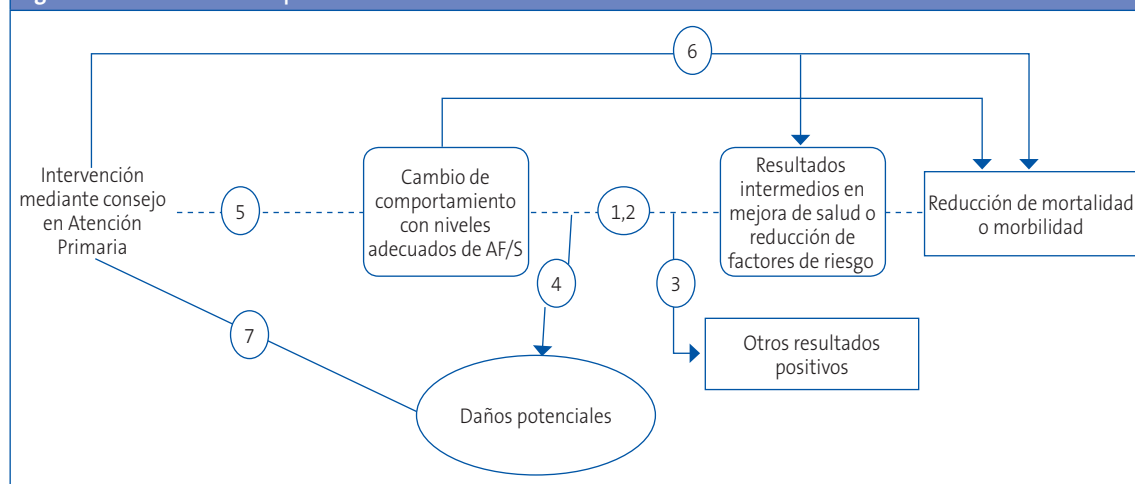 6
Intervención
mediante consejo
en Atención
Primaria
5
Cambio de
comportamiento
con niveles
adecuados de AF/S
1,2
Resultados
intermedios en
mejora de salud o
reducción de
factores de riesgo
Reducción de mortalidad
o morbilidad
4
3
7
Otros resultados
positivos
Daños potenciales